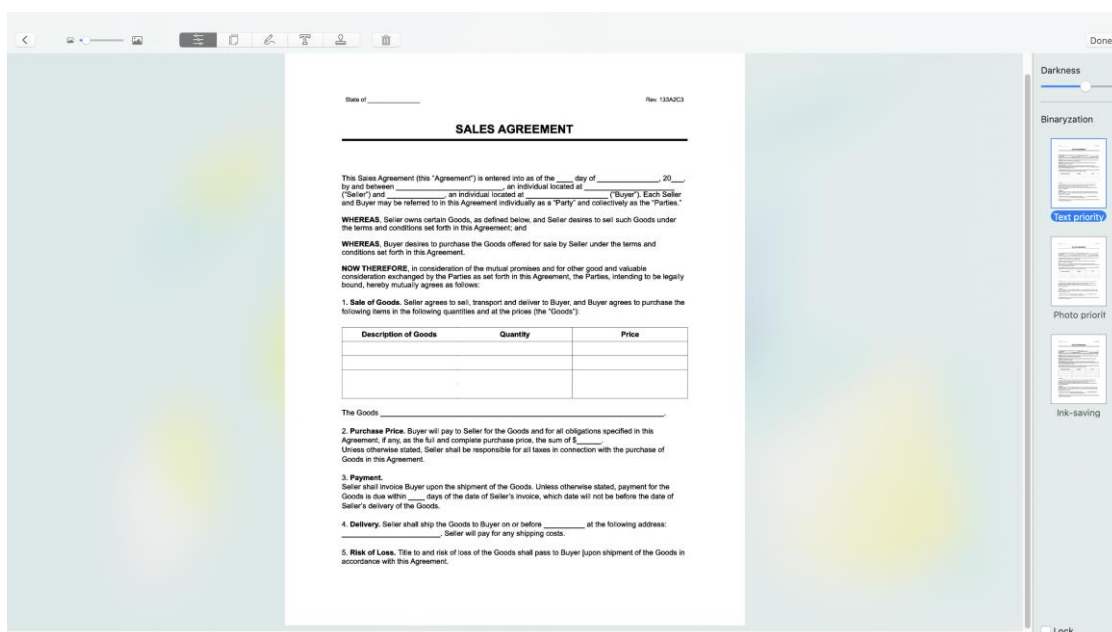 Done
State of ______________ Rev. 133A2C3
SALES AGREEMENT
This Sales Agreement (this "Agreement") is entered into as of the ____ day of ________________, 20___,
by and between ____________________________, an individual located at __________________________
("Seller") and _______________, an individual located at _____________________ ("Buyer"). Each Seller
and Buyer may be referred to in this Agreement individually as a "Party" and collectively as the "Parties."
WHEREAS, Seller owns certain Goods, as defined below, and Seller desires to sell such Goods under
the terms and conditions set forth in this Agreement; and
WHEREAS, Buyer desires to purchase the Goods offered for sale by Seller under the terms and
conditions set forth in this Agreement.
NOW THEREFORE, in consideration of the mutual promises and for other good and valuable
consideration exchanged by the Parties as set forth in this Agreement, the Parties, intending to be legally
bound, hereby mutually agrees as follows:
1. Sale of Goods. Seller agrees to sell, transport and deliver to Buyer, and Buyer agrees to purchase the
following items in the following quantities and at the prices (the "Goods"):
Description of Goods Quantity Price
The Goods ____________________________________________________________________.
2. Purchase Price. Buyer will pay to Seller for the Goods and for all obligations specified in this
Agreement, if any, as the full and complete purchase price, the sum of $______.
Unless otherwise stated, Seller shall be responsible for all taxes in connection with the purchase of
Goods in this Agreement.
3. Payment.
Seller shall invoice Buyer upon the shipment of the Goods. Unless otherwise stated, payment for the
Goods is due within ____ days of the date of Seller's invoice, which date will not be before the date of
Seller's delivery of the Goods.
4. Delivery. Seller shall ship the Goods to Buyer on or before __________ at the following address:
________________________. Seller will pay for any shipping costs.
5. Risk of Loss. Title to and risk of loss of the Goods shall pass to Buyer [upon shipment of the Goods in
accordance with this Agreement.
Darkness
Binaryzation
Text priority
Photo priorit
Ink-saving
Lock